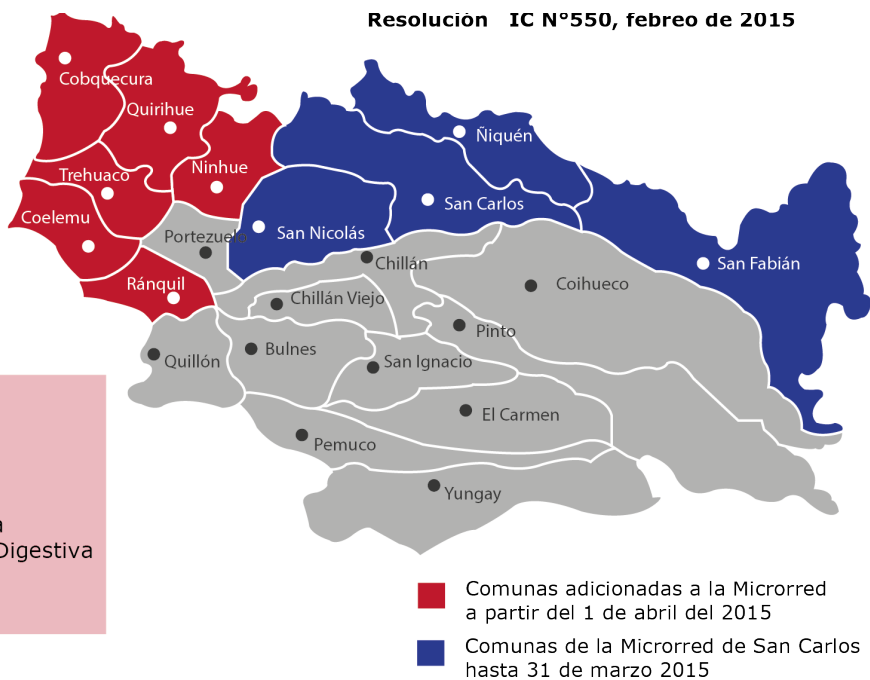 Resolución IC N°550, febreo de 2015
Cobquecura
Quirihue
Ñiquén
Ninhue
Trehuaco
San Carlos
Coelemu
San Nicolás
Portezuelo
Chillán
San Fabián
Ránquil
Coihueco
Chillán Viejo
Pinto
Bulnes
Quillón
San Ignacio
El Carmen
Pemuco
Yungay
a
Digestiva
Comunas adicionadas a la Microrred
a partir del 1 de abril del 2015
Comunas de la Microrred de San Carlos
hasta 31 de marzo 2015